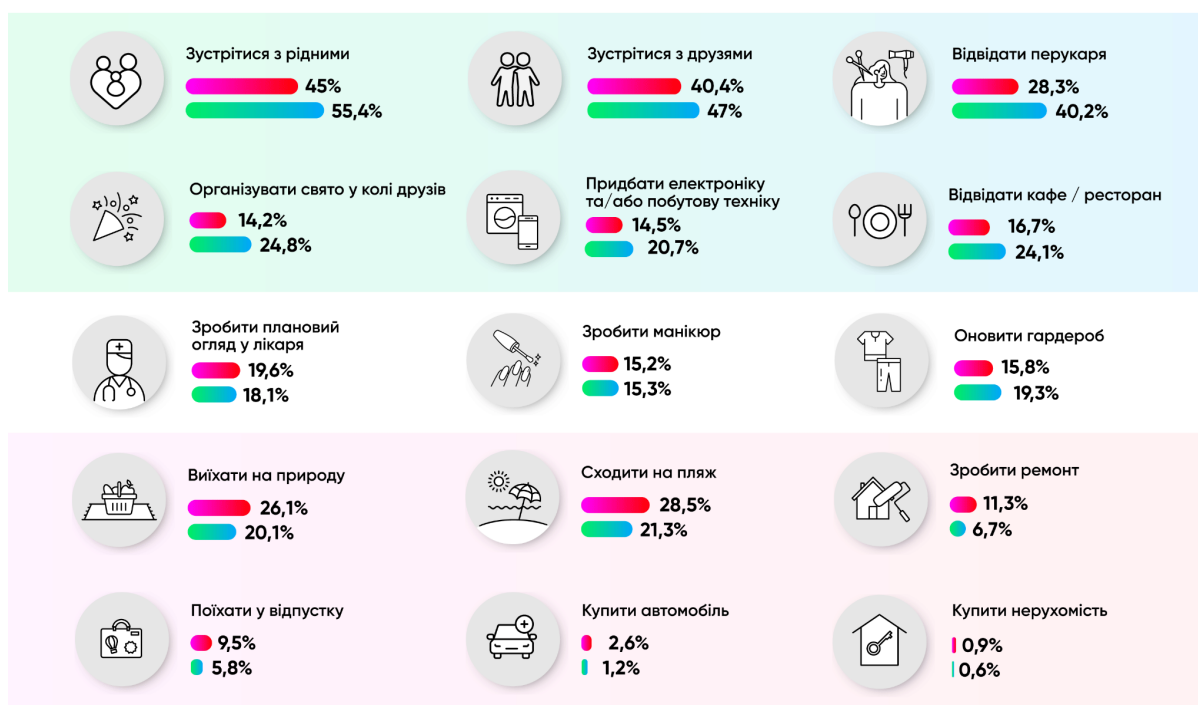 Зустрітися з рідними
45%
55,4%
Зустрітися з друзями
40,4%
47%
Відвідати перукаря
28,3%
40,2%
Організувати свято у колі друзів
14,2%
24,8%
Придбати електроніку
та/або побутову техніку
14,5%
20,7%
Відвідати кафе / ресторан
16,7%
24,1%
Зробити плановий
огляд у лікаря
19,6%
18,1%
Зробити манікюр
15,2%
15,3%
Оновити гардероб
15,8%
19,3%
Виїхати на природу
26,1%
20,1%
Сходити на пляж
28,5%
21,3%
Зробити ремонт
11,3%
6,7%
Поїхати у відпустку
9,5%
5,8%
Купити автомобіль
2,6%
1,2%
Купити нерухомість
0,9%
0,6%